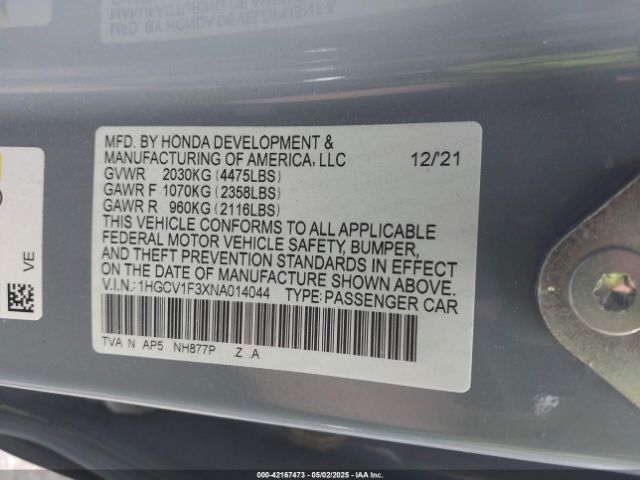 MFD. BY HONDA DEVELOPMENT &
MANUFACTURING OF AMERICA, LLC 12/'21
GVWR 2030KG (4475LBS)
GAWR F 1070KG (2358LBS)
GAWR R 960KG (2116LBS)
THIS VEHICLE CONFORMS TO ALL APPLICABLE
FEDERAL MOTOR VEHICLE SAFETY, BUMPER,
AND THEFT PREVENTION STANDARDS IN EFFECT
ON THE DATE OF MANUFACTURE SHOWN ABOVE.
V.I.N.: 1HGCV1F3XNA014044 TYPE: PASSENGER CAR
TVA N AP5 NH877P Z A
VE
000-42167473 - 05/02/2025 - IAAI.COM